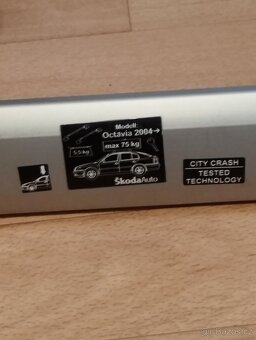 Modell:
Octavia 2004→
5.5 kg
max 75 kg
ŠkodaAuto
CITY CRASH
TESTED
TECHNOLOGY